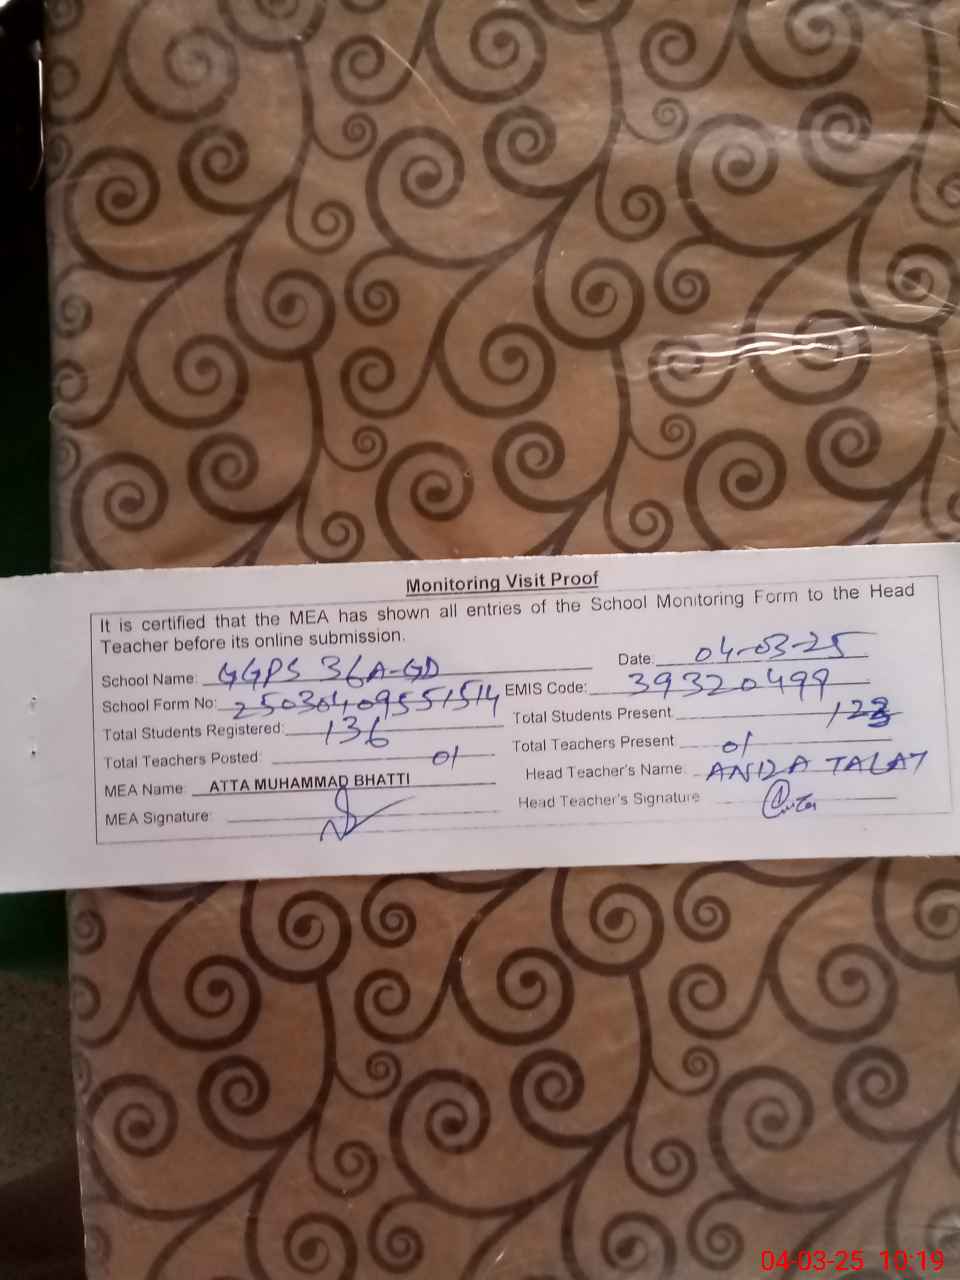 Monitoring Visit Proof
It is certified that the MEA has shown all entries of the School Monitoring Form to the Head
Teacher before its online submission.
School Name: GGPS 36A-GD Date: 04-03-25
School Form No: 25030409551514 EMIS Code: 39320499
Total Students Registered: 136 Total Students Present
Total Teachers Posted: 01 Total Teachers Present 01
MEA Name: ATTA MUHAMMAD BHATTI Head Teacher's Name: TALAT
MEA Signature: Head Teacher's Signature
04-03-25 10:19